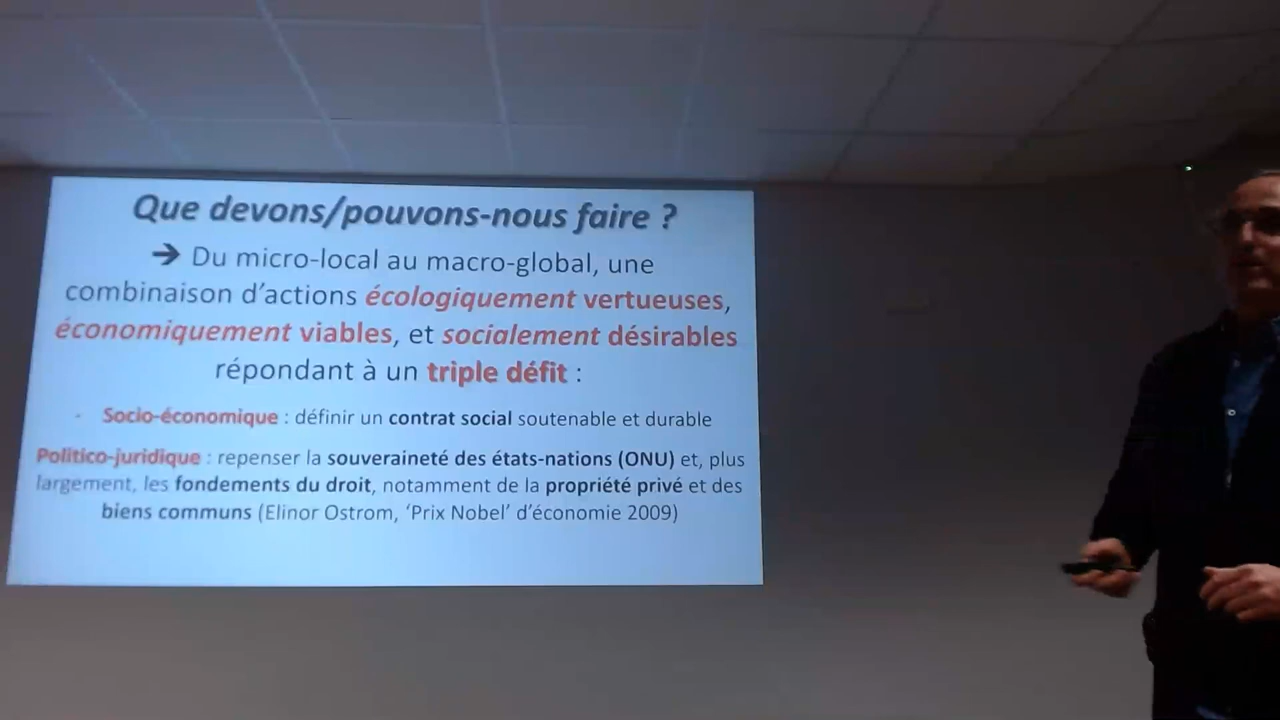 Que devons/pouvons-nous faire ?
➔ Du micro-local au macro-global, une
combinaison d’actions écologiquement vertueuses,
économiquement viables, et socialement désirables
répondant à un triple défit :
- Socio-économique : définir un contrat social soutenable et durable
Politico-juridique : repenser la souveraineté des états-nations (ONU) et, plus
largement, les fondements du droit, notamment de la propriété privé et des
biens communs (Elinor Ostrom, ‘Prix Nobel’ d’économie 2009)